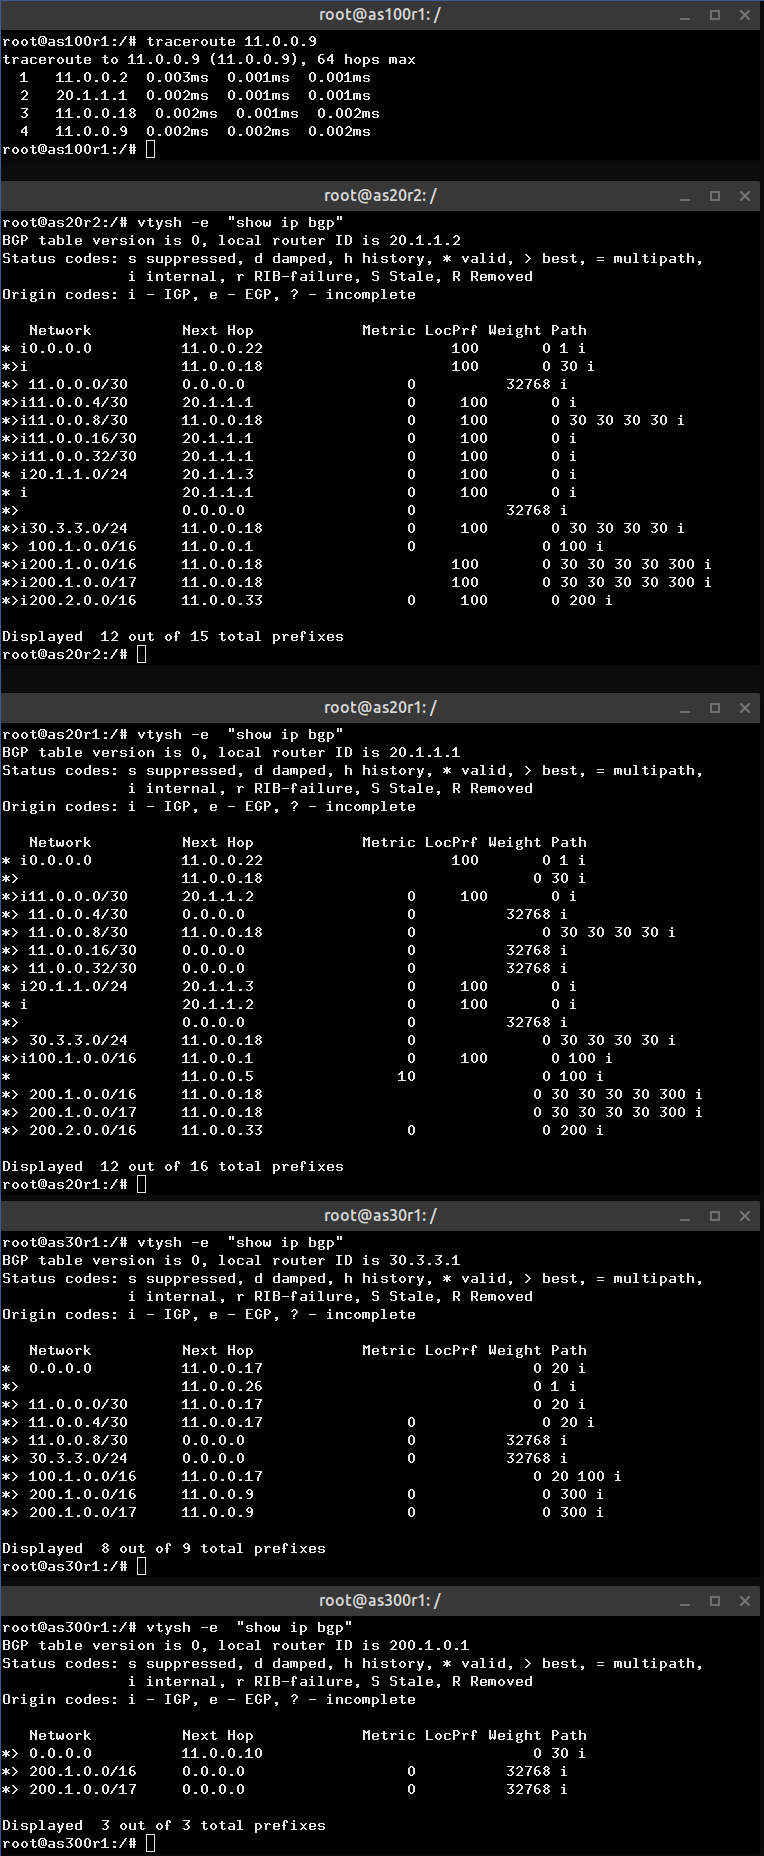 root@as100r1: /
root@as100r1:/# traceroute 11.0.0.9
traceroute to 11.0.0.9 (11.0.0.9), 64 hops max
  1   11.0.0.2  0.003ms  0.001ms  0.001ms
  2   20.1.1.1  0.002ms  0.001ms  0.001ms
  3   11.0.0.18  0.002ms  0.001ms  0.002ms
  4   11.0.0.9  0.002ms  0.002ms  0.002ms
root@as100r1:/#
root@as20r2: /
root@as20r2:/# vtysh -e  "show ip bgp"
BGP table version is 0, local router ID is 20.1.1.2
Status codes: s suppressed, d damped, h history, * valid, > best, = multipath,
              i internal, r RIB-failure, S Stale, R Removed
Origin codes: i - IGP, e - EGP, ? - incomplete
   Network          Next Hop            Metric LocPrf Weight Path
* i0.0.0.0          11.0.0.22                     100       0 1 i
*>i                 11.0.0.18                     100       0 30 i
*> 11.0.0.0/30      0.0.0.0                  0          32768 i
*>i11.0.0.4/30      20.1.1.1                 0     100       0 i
*>i11.0.0.8/30      11.0.0.18                0     100       0 30 30 30 30 i
*>i11.0.0.16/30     20.1.1.1                 0     100       0 i
*>i11.0.0.32/30     20.1.1.1                 0     100       0 i
* i20.1.1.0/24      20.1.1.3                 0     100       0 i
* i                 20.1.1.1                 0     100       0 i
*>                  0.0.0.0                  0          32768 i
*>i30.3.3.0/24      11.0.0.18                0     100       0 30 30 30 30 i
*> 100.1.0.0/16     11.0.0.1                 0              0 100 i
*>i200.1.0.0/16     11.0.0.18                     100       0 30 30 30 30 300 i
*>i200.1.0.0/17     11.0.0.18                     100       0 30 30 30 30 300 i
*>i200.2.0.0/16     11.0.0.33                0     100       0 200 i
Displayed  12 out of 15 total prefixes
root@as20r2:/#
root@as20r1: /
root@as20r1:/# vtysh -e  "show ip bgp"
BGP table version is 0, local router ID is 20.1.1.1
Status codes: s suppressed, d damped, h history, * valid, > best, = multipath,
              i internal, r RIB-failure, S Stale, R Removed
Origin codes: i - IGP, e - EGP, ? - incomplete
   Network          Next Hop            Metric LocPrf Weight Path
* i0.0.0.0          11.0.0.22                     100       0 1 i
*>                  11.0.0.18                              0 30 i
*>i11.0.0.0/30      20.1.1.2                 0     100       0 i
*> 11.0.0.4/30      0.0.0.0                  0          32768 i
*> 11.0.0.8/30      11.0.0.18                0              0 30 30 30 30 i
*> 11.0.0.16/30     0.0.0.0                  0          32768 i
*> 11.0.0.32/30     0.0.0.0                  0          32768 i
* i20.1.1.0/24      20.1.1.3                 0     100       0 i
* i                 20.1.1.2                 0     100       0 i
*>                  0.0.0.0                  0          32768 i
*> 30.3.3.0/24      11.0.0.18                0              0 30 30 30 30 i
*>i100.1.0.0/16     11.0.0.1                 0     100       0 100 i
*                   11.0.0.5                10              0 100 i
*> 200.1.0.0/16     11.0.0.18                              0 30 30 30 30 300 i
*> 200.1.0.0/17     11.0.0.18                              0 30 30 30 30 300 i
*> 200.2.0.0/16     11.0.0.33                0              0 200 i
Displayed  12 out of 16 total prefixes
root@as20r1:/#
root@as30r1: /
root@as30r1:/# vtysh -e  "show ip bgp"
BGP table version is 0, local router ID is 30.3.3.1
Status codes: s suppressed, d damped, h history, * valid, > best, = multipath,
              i internal, r RIB-failure, S Stale, R Removed
Origin codes: i - IGP, e - EGP, ? - incomplete
   Network          Next Hop            Metric LocPrf Weight Path
*  0.0.0.0          11.0.0.17                              0 20 i
*>                  11.0.0.26                              0 1 i
*> 11.0.0.0/30      11.0.0.17                              0 20 i
*> 11.0.0.4/30      11.0.0.17                0              0 20 i
*> 11.0.0.8/30      0.0.0.0                  0          32768 i
*> 30.3.3.0/24      0.0.0.0                  0          32768 i
*> 100.1.0.0/16     11.0.0.17                              0 20 100 i
*> 200.1.0.0/16     11.0.0.9                 0              0 300 i
*> 200.1.0.0/17     11.0.0.9                 0              0 300 i
Displayed  8 out of 9 total prefixes
root@as30r1:/#
root@as300r1: /
root@as300r1:/# vtysh -e  "show ip bgp"
BGP table version is 0, local router ID is 200.1.0.1
Status codes: s suppressed, d damped, h history, * valid, > best, = multipath,
              i internal, r RIB-failure, S Stale, R Removed
Origin codes: i - IGP, e - EGP, ? - incomplete
   Network          Next Hop            Metric LocPrf Weight Path
*> 0.0.0.0          11.0.0.10                              0 30 i
*> 200.1.0.0/16     0.0.0.0                  0          32768 i
*> 200.1.0.0/17     0.0.0.0                  0          32768 i
Displayed  3 out of 3 total prefixes
root@as300r1:/#